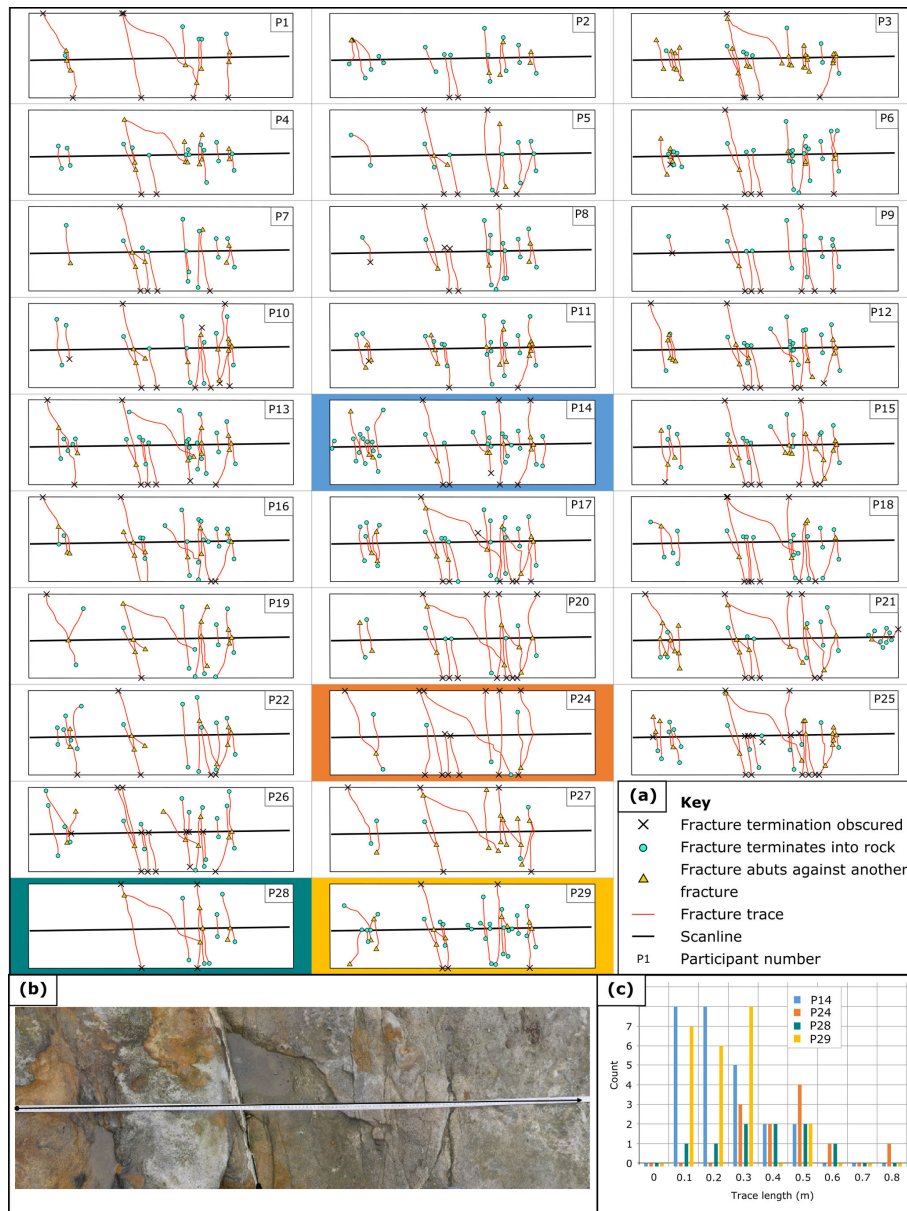 P1
P2
P3
P4
P5
P6
P7
P8
P9
P10
P11
P12
P13
P14
P15
P16
P17
P18
P19
P20
P21
P22
P24
P25
P26
P27
(a) Key
Fracture termination obscured
Fracture terminates into rock
Fracture abuts against another
fracture
Fracture trace
Scanline
P1 Participant number
P28
P29
(b)
(c)
P14
P24
P28
P29
7
6
5
4
3
2
1
0
Count
0 0.1 0.2 0.3 0.4 0.5 0.6 0.7 0.8
Trace length (m)